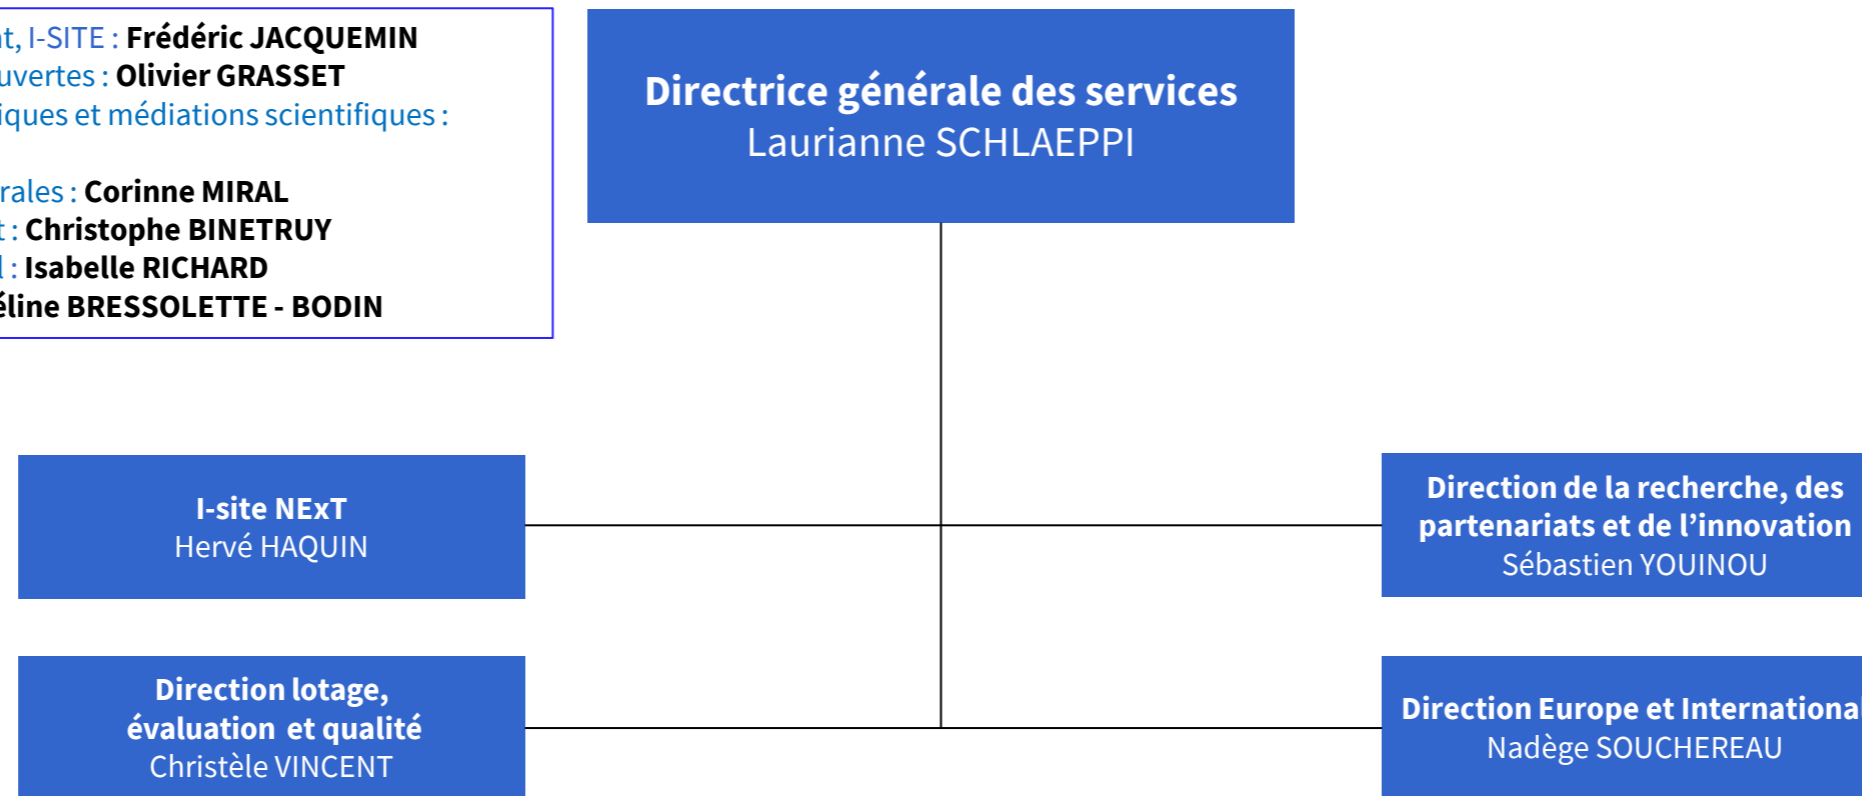 t, I-SITE : Frédéric JACQUEMIN
uvertes : Olivier GRASSET
iques et médiations scientifiques :
rales : Corinne MIRAL
t : Christophe BINETRUY
l : Isabelle RICHARD
éline BRESSOLETTE - BODIN
Directrice générale des services
Laurianne SCHLAEPPI
I-site NExT
Hervé HAQUIN
Direction de la recherche, des
partenariats et de l’innovation
Sébastien YOUINOU
Direction lotage,
évaluation et qualité
Christèle VINCENT
Direction Europe et International
Nadège SOUCHEREAU